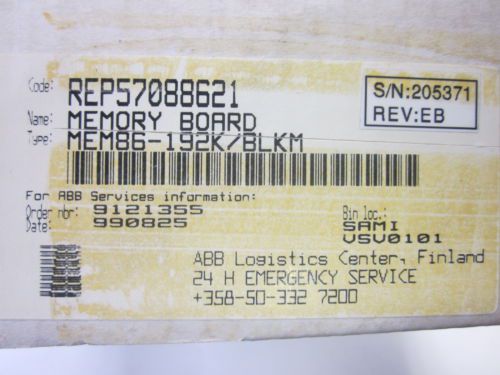 Code: REP57088621
Name: MEMORY BOARD
Type: MEM86-192K/BLKM
S/N:205371
REV:EB
For ABB Services information:
Order nbr: 9121355
Date: 990825
Bin loc.:
SAMI
VSV0101
ABB Logistics Center, Finland
24 H EMERGENCY SERVICE
+358-50-332 7200